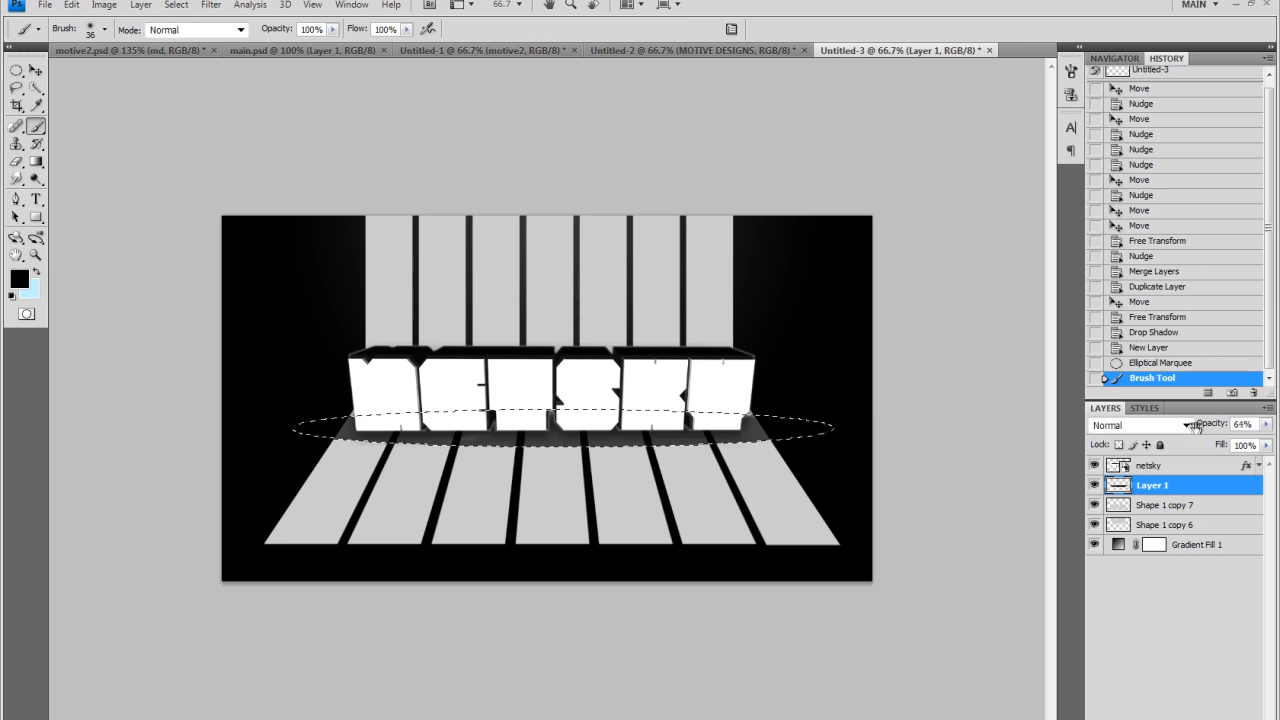 Ps File Edit Image Layer Select Filter Analysis 3D View Window Help Br 66.7 MAIN
Brush: 36 Mode: Normal Opacity: 100% Flow: 100%
motive2.psd @ 135% (md, RGB/8) * × main.psd @ 100% (Layer 1, RGB/8) × Untitled-1 @ 66.7% (motive2, RGB/8) * × Untitled-2 @ 66.7% (MOTIVE DESIGNS, RGB/8) * × Untitled-3 @ 66.7% (Layer 1, RGB/8) * ×
NAVIGATOR HISTORY
Untitled-3
Move
Nudge
Move
Nudge
Nudge
Nudge
Move
Nudge
Move
Move
Free Transform
Nudge
Merge Layers
Duplicate Layer
Move
Free Transform
Drop Shadow
New Layer
Elliptical Marquee
Brush Tool
LAYERS STYLES
Normal Opacity: 64%
Lock: Fill: 100%
netsky fx
Layer 1
Shape 1 copy 7
Shape 1 copy 6
Gradient Fill 1